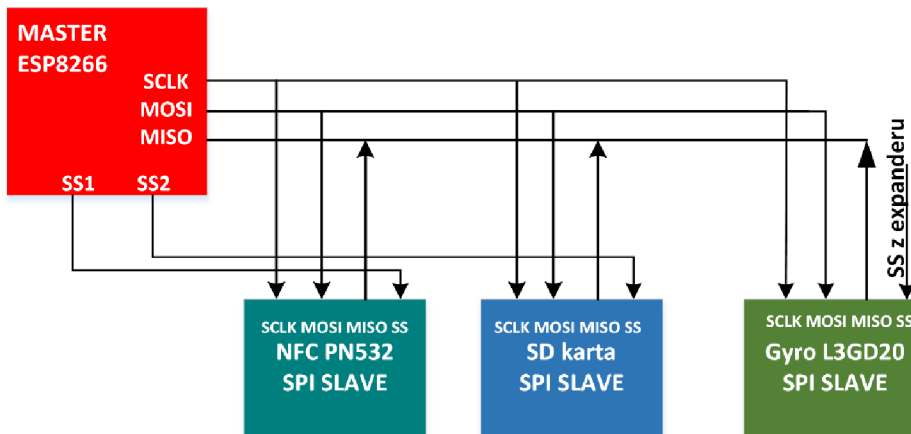 MASTER
ESP8266
SCLK
MOSI
MISO
SS1 SS2
SS z expanderu
SCLK MOSI MISO SS
NFC PN532
SPI SLAVE
SCLK MOSI MISO SS
SD karta
SPI SLAVE
SCLK MOSI MISO SS
Gyro L3GD20
SPI SLAVE